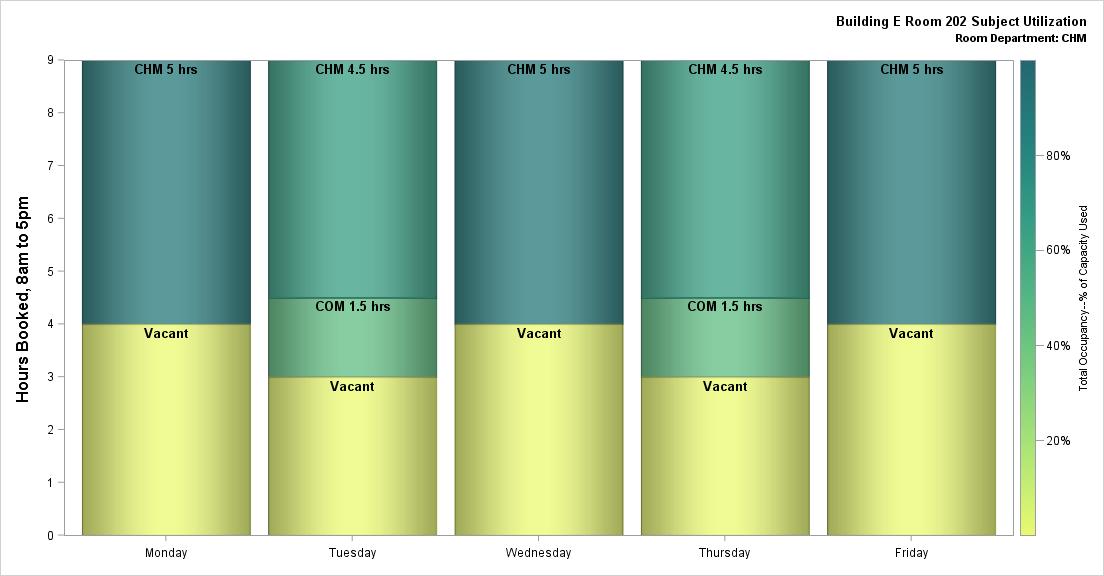 Building E Room 202 Subject Utilization
Room Department: CHM
Hours Booked, 8am to 5pm
9
8
7
6
5
4
3
2
1
0
CHM 5 hrs
Vacant
CHM 4.5 hrs
COM 1.5 hrs
Vacant
CHM 5 hrs
Vacant
CHM 4.5 hrs
COM 1.5 hrs
Vacant
CHM 5 hrs
Vacant
Monday
Tuesday
Wednesday
Thursday
Friday
80%
60%
40%
20%
Total Occupancy--% of Capacity Used